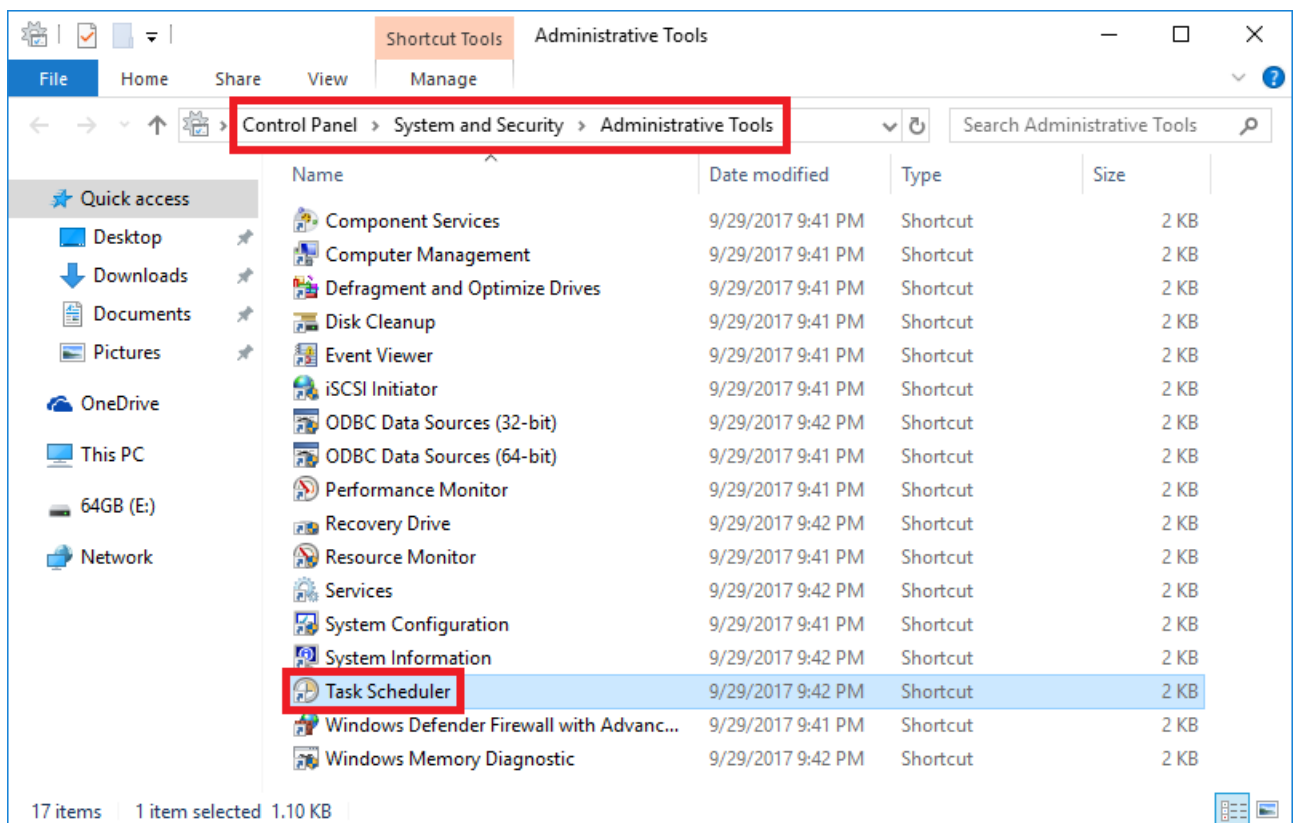 Shortcut Tools Administrative Tools
File Home Share View Manage
Control Panel > System and Security > Administrative Tools Search Administrative Tools
Name Date modified Type Size
Quick access
Desktop
Downloads
Documents
Pictures
OneDrive
This PC
64GB (E:)
Network
Component Services 9/29/2017 9:41 PM Shortcut 2 KB
Computer Management 9/29/2017 9:41 PM Shortcut 2 KB
Defragment and Optimize Drives 9/29/2017 9:41 PM Shortcut 2 KB
Disk Cleanup 9/29/2017 9:41 PM Shortcut 2 KB
Event Viewer 9/29/2017 9:41 PM Shortcut 2 KB
iSCSI Initiator 9/29/2017 9:41 PM Shortcut 2 KB
ODBC Data Sources (32-bit) 9/29/2017 9:42 PM Shortcut 2 KB
ODBC Data Sources (64-bit) 9/29/2017 9:41 PM Shortcut 2 KB
Performance Monitor 9/29/2017 9:41 PM Shortcut 2 KB
Recovery Drive 9/29/2017 9:42 PM Shortcut 2 KB
Resource Monitor 9/29/2017 9:41 PM Shortcut 2 KB
Services 9/29/2017 9:42 PM Shortcut 2 KB
System Configuration 9/29/2017 9:41 PM Shortcut 2 KB
System Information 9/29/2017 9:42 PM Shortcut 2 KB
Task Scheduler 9/29/2017 9:42 PM Shortcut 2 KB
Windows Defender Firewall with Advanc... 9/29/2017 9:41 PM Shortcut 2 KB
Windows Memory Diagnostic 9/29/2017 9:42 PM Shortcut 2 KB
17 items 1 item selected 1.10 KB